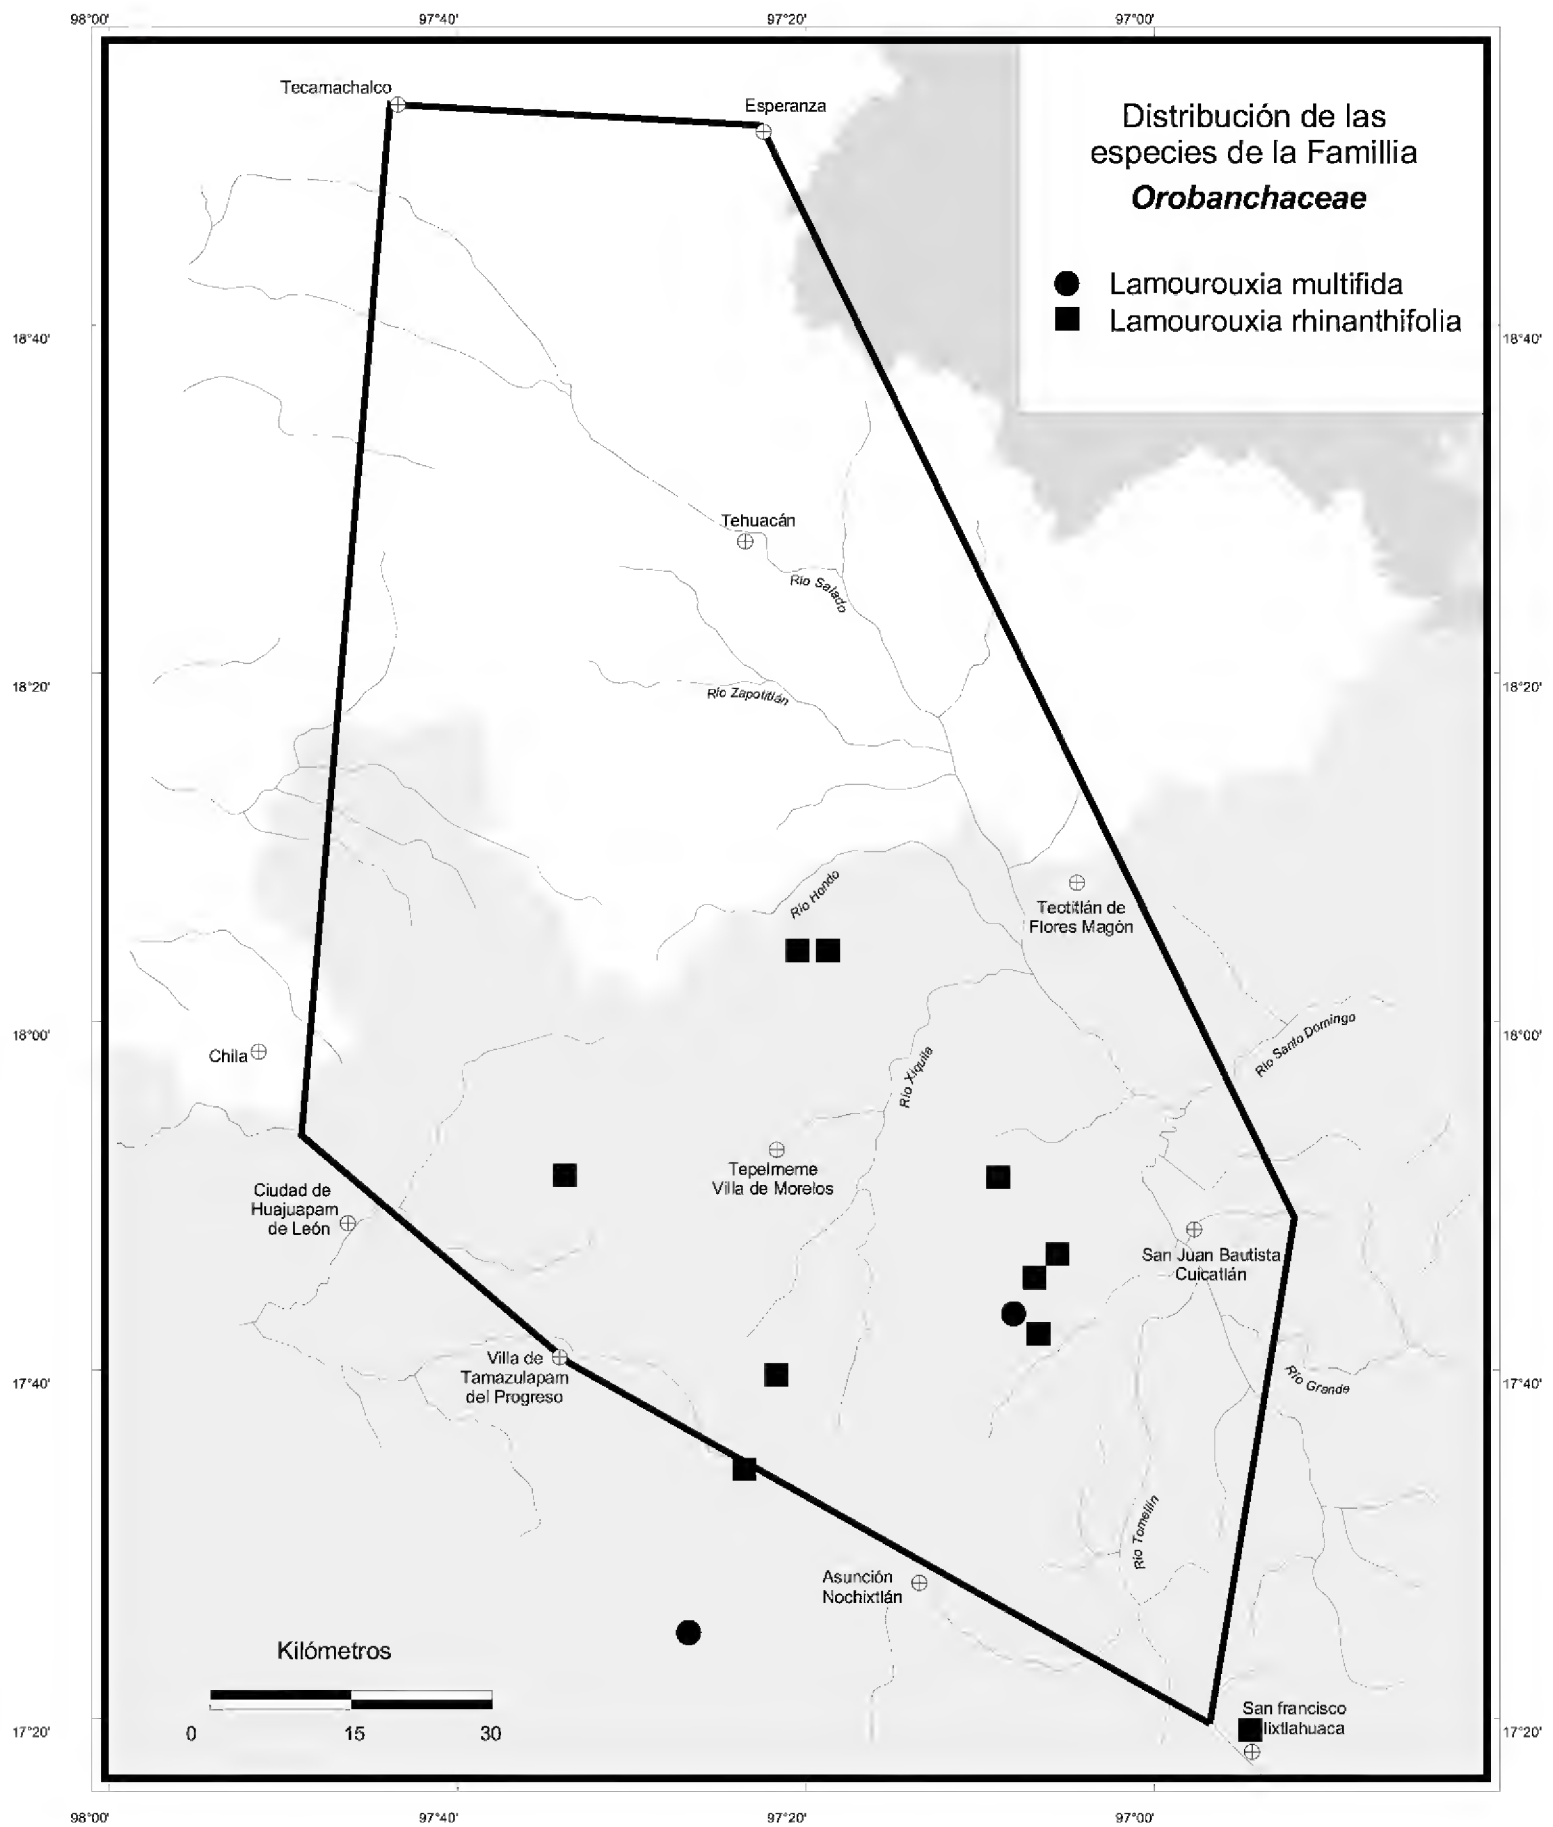 98°00'
97°40'
97°20'
97°00'
Tecamachalco
Esperanza
Distribución de las
especies de la Famillia
Orobanchaceae
Lamourouxia multifida
Lamourouxia rhinanthifolia
18°40'
18°40'
Tehuacán
Río Salado
18°20'
18°20'
Río Zapotitlán
Río Hondo
Teotitlán de
Flores Magón
18°00'
18°00'
Río Santo Domingo
Chila
Río Xiquila
Tepelmeme
Villa de Morelos
Ciudad de
Huajuapam
de León
San Juan Bautista
Cuicatlán
Villa de
Tamazulapam
del Progreso
17°40'
17°40'
Río Grande
Río Tomellín
Asunción
Nochixtlán
Kilómetros
0
15
30
San francisco
lixtlahuaca
17°20'
17°20'
98°00'
97°40'
97°20'
97°00'